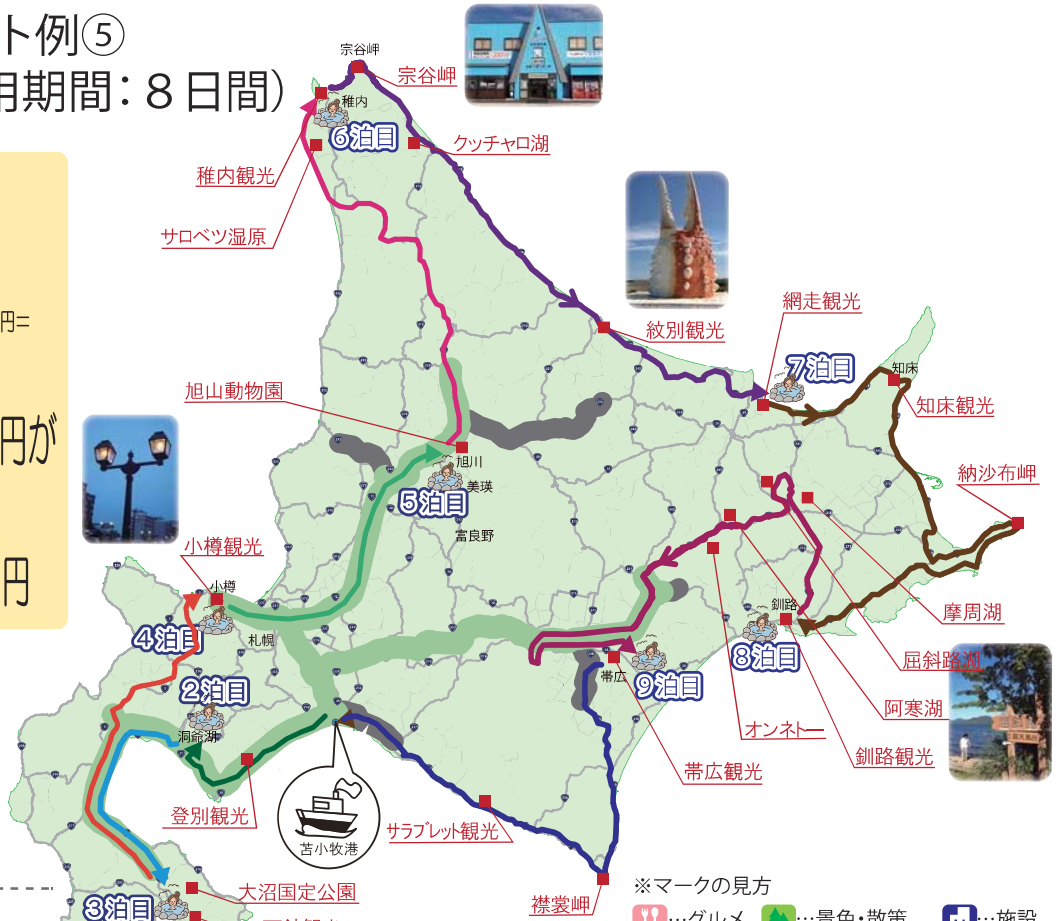 ト例⑤
用期間：８日間）
円＝
円が
円
宗谷岬
宗谷岬
稚内
６泊目
クッチャロ湖
稚内観光
サロベツ湿原
紋別観光
網走観光
７泊目
知床
知床観光
旭山動物園
旭川
美瑛
５泊目
富良野
納沙布岬
小樽観光
小樽
４泊目
札幌
釧路
摩周湖
８泊目
屈斜路湖
２泊目
洞爺湖
帯広
９泊目
阿寒湖
オンネトー
釧路観光
帯広観光
登別観光
苫小牧港
サラブレット観光
大沼国定公園
襟裳岬
３泊目
※マークの見方
…グルメ
…景色・散策
…施設